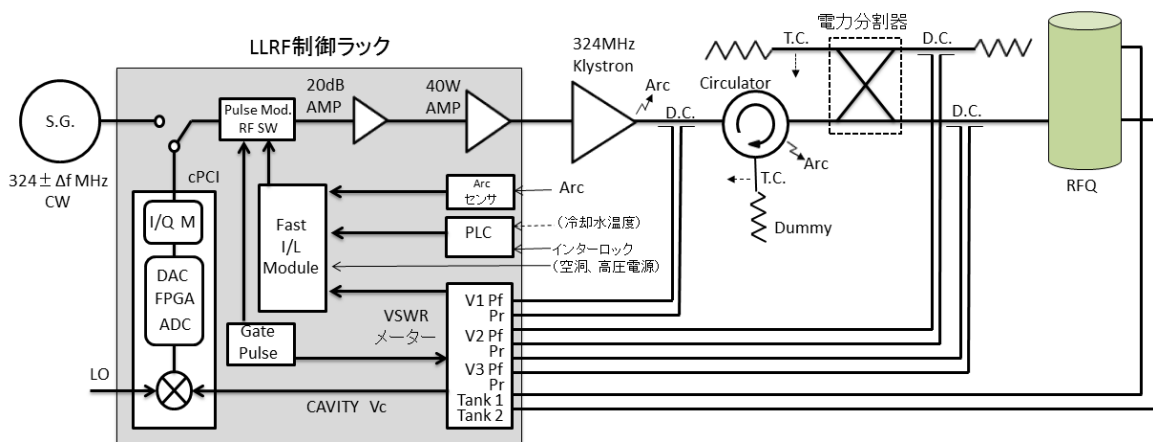 LLRF制御ラック
S.G.
324±Δf MHz
CW
Pulse Mod.
RF SW
20dB
AMP
40W
AMP
324MHz
Klystron
Arc
D.C.
Circulator
Arc
T.C.
Dummy
電力分割器
T.C.
D.C.
D.C.
RFQ
cPCI
I/Q M
DAC
FPGA
ADC
LO
Fast
I/L
Module
Arc
センサ
Arc
PLC
(冷却水温度)
インターロック
(空洞、高圧電源)
Gate
Pulse
VSWR
メーター
V1 Pf
Pr
V2 Pf
Pr
V3 Pf
Pr
Tank 1
Tank 2
CAVITY Vc